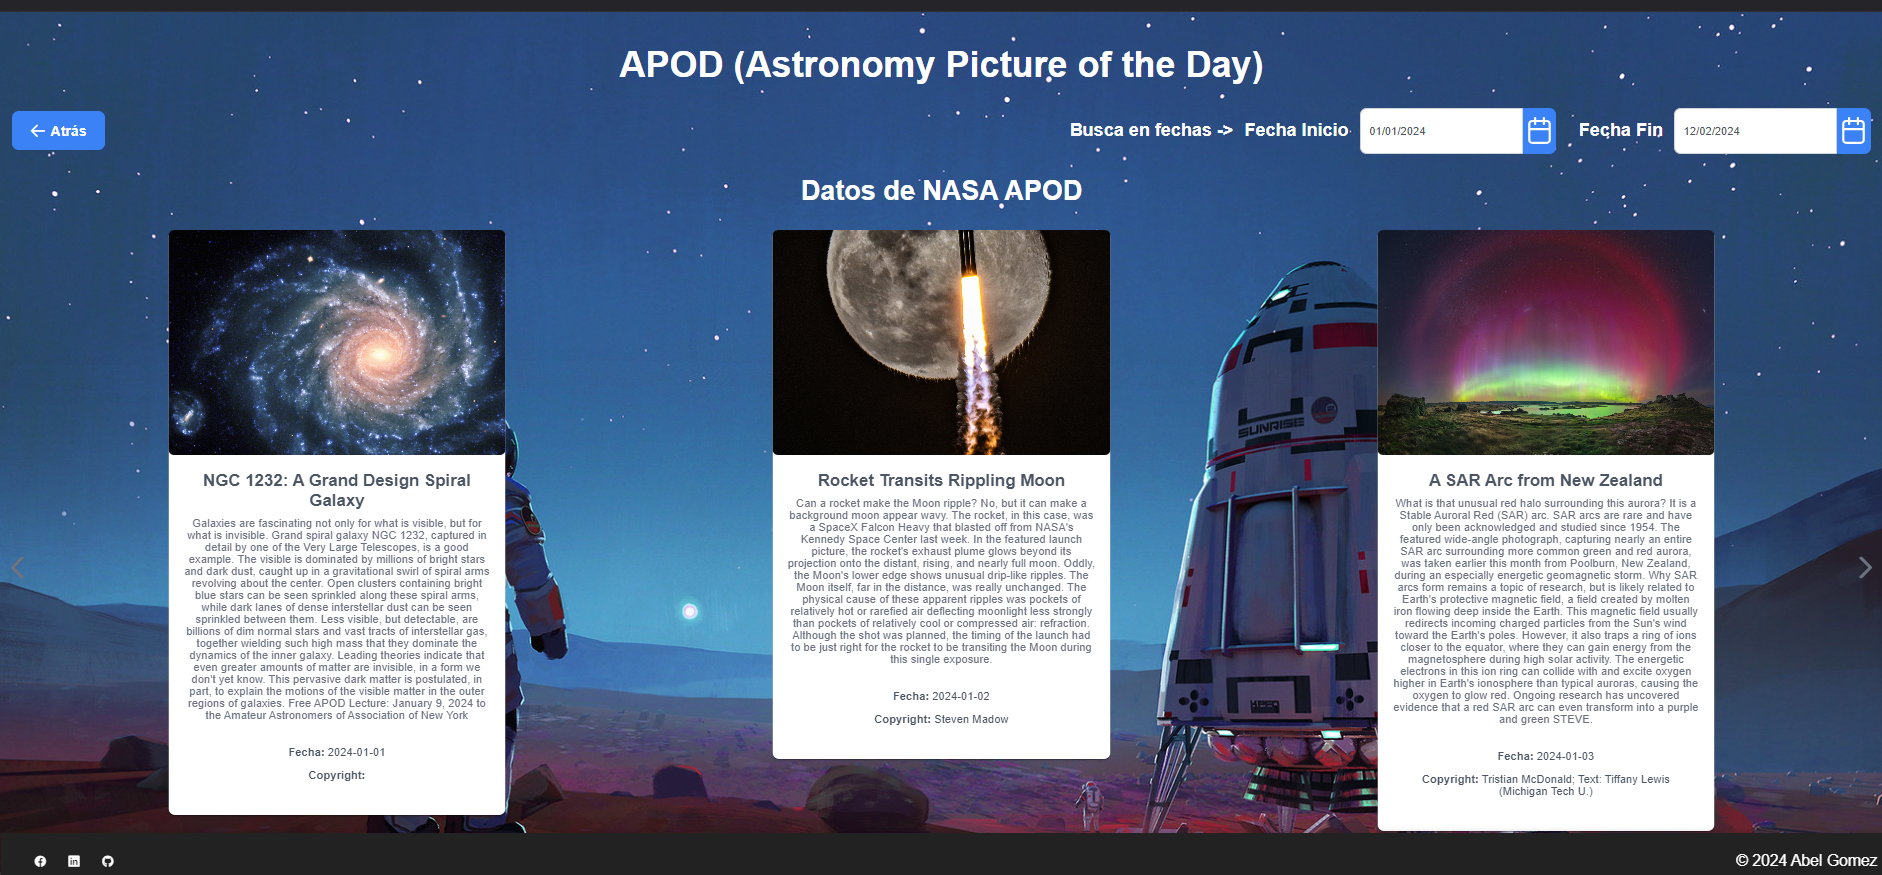 APOD (Astronomy Picture of the Day)
Atrás
Busca en fechas -> Fecha Inicio 01/01/2024 Fecha Fin 12/02/2024
Datos de NASA APOD
NGC 1232: A Grand Design Spiral
Galaxy
Galaxies are fascinating not only for what is visible, but for
what is invisible. Grand spiral galaxy NGC 1232, captured in
detail by one of the Very Large Telescopes, is a good
example. The visible is dominated by millions of bright stars
and dark dust, caught up in a gravitational swirl of spiral arms
revolving about the center. Open clusters containing bright
blue stars can be seen sprinkled along these spiral arms,
while dark lanes of dense interstellar dust can be seen
sprinkled between them. Less visible, but detectable, are
billions of dim normal stars and vast tracts of interstellar gas,
together wielding such high mass that they dominate the
dynamics of the inner galaxy. Leading theories indicate that
even greater amounts of matter are invisible, in a form we
don't yet know. This pervasive dark matter is postulated, in
part, to explain the motions of the visible matter in the outer
regions of galaxies. Free APOD Lecture: January 9, 2024 to
the Amateur Astronomers of Association of New York
Fecha: 2024-01-01
Copyright:
Rocket Transits Rippling Moon
Can a rocket make the Moon ripple? No, but it can make a
background moon appear wavy. The rocket, in this case, was
a SpaceX Falcon Heavy that blasted off from NASA's
Kennedy Space Center last week. In the featured launch
picture, the rocket's exhaust plume glows beyond its
projection onto the distant, rising, and nearly full moon. Oddly,
the Moon's lower edge shows unusual drip-like ripples. The
Moon itself, far in the distance, was really unchanged. The
physical cause of these apparent ripples was pockets of
relatively hot or rarefied air deflecting moonlight less strongly
than pockets of relatively cool or compressed air: refraction.
Although the shot was planned, the timing of the launch had
to be just right for the rocket to be transiting the Moon during
this single exposure.
Fecha: 2024-01-02
Copyright: Steven Madow
SUNRISE
A SAR Arc from New Zealand
What is that unusual red halo surrounding this aurora? It is a
Stable Auroral Red (SAR) arc. SAR arcs are rare and have
only been acknowledged and studied since 1954. The
featured wide-angle photograph, capturing nearly an entire
SAR arc surrounding more common green and red aurora,
was taken earlier this month from Poolburn, New Zealand,
during an especially energetic geomagnetic storm. Why SAR
arcs form remains a topic of research, but is likely related to
Earth's protective magnetic field, a field created by molten
iron flowing deep inside the Earth. This magnetic field usually
redirects incoming charged particles from the Sun's wind
toward the Earth's poles. However, it also traps a ring of ions
closer to the equator, where they can gain energy from the
magnetosphere during high solar activity. The energetic
electrons in this ion ring can collide with and excite oxygen
higher in Earth's ionosphere than typical auroras, causing the
oxygen to glow red. Ongoing research has uncovered
evidence that a red SAR arc can even transform into a purple
and green STEVE.
Fecha: 2024-01-03
Copyright: Tristian McDonald; Text: Tiffany Lewis
(Michigan Tech U.)
© 2024 Abel Gomez